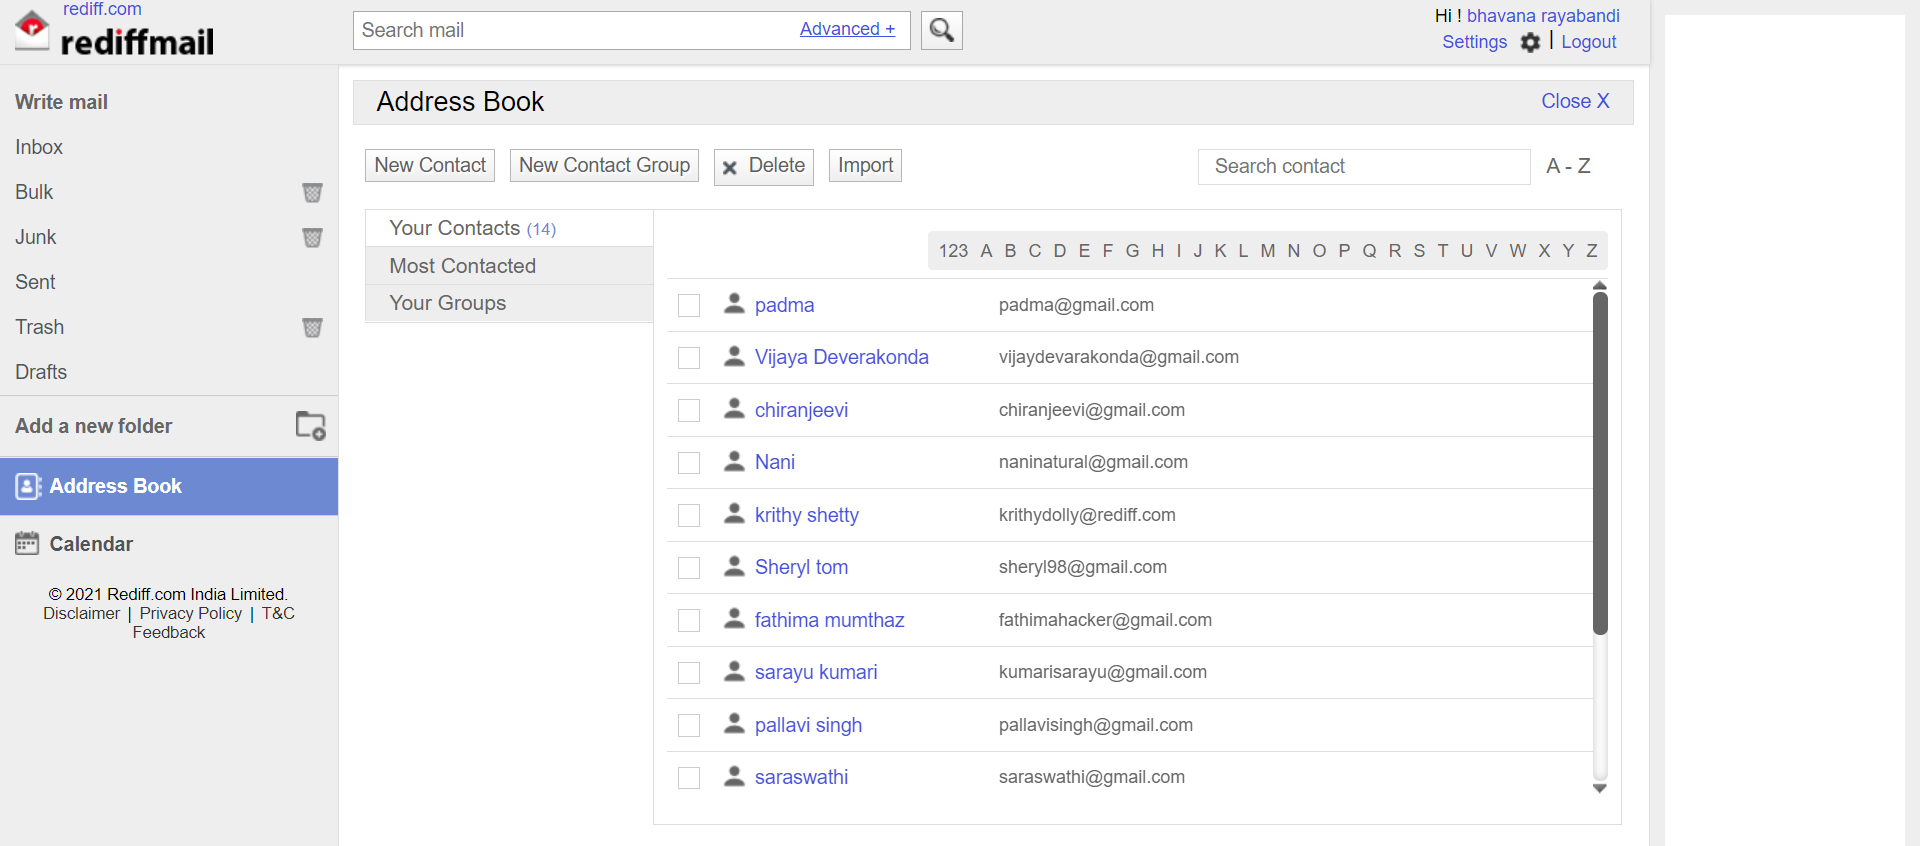 rediff.com
rediffmail
Search mail
Advanced +
Hi ! bhavana rayabandi
Settings | Logout
Write mail
Inbox
Bulk
Junk
Sent
Trash
Drafts
Add a new folder
Address Book
Calendar
© 2021 Rediff.com India Limited.
Disclaimer | Privacy Policy | T&C
Feedback
Address Book
Close X
New Contact
New Contact Group
Delete
Import
Search contact
A - Z
Your Contacts (14)
Most Contacted
Your Groups
123 A B C D E F G H I J K L M N O P Q R S T U V W X Y Z
padma padma@gmail.com
Vijaya Deverakonda vijaydevarakonda@gmail.com
chiranjeevi chiranjeevi@gmail.com
Nani naninatural@gmail.com
krithy shetty krithydolly@rediff.com
Sheryl tom sheryl98@gmail.com
fathima mumthaz fathimahacker@gmail.com
sarayu kumari kumarisarayu@gmail.com
pallavi singh pallavisingh@gmail.com
saraswathi saraswathi@gmail.com